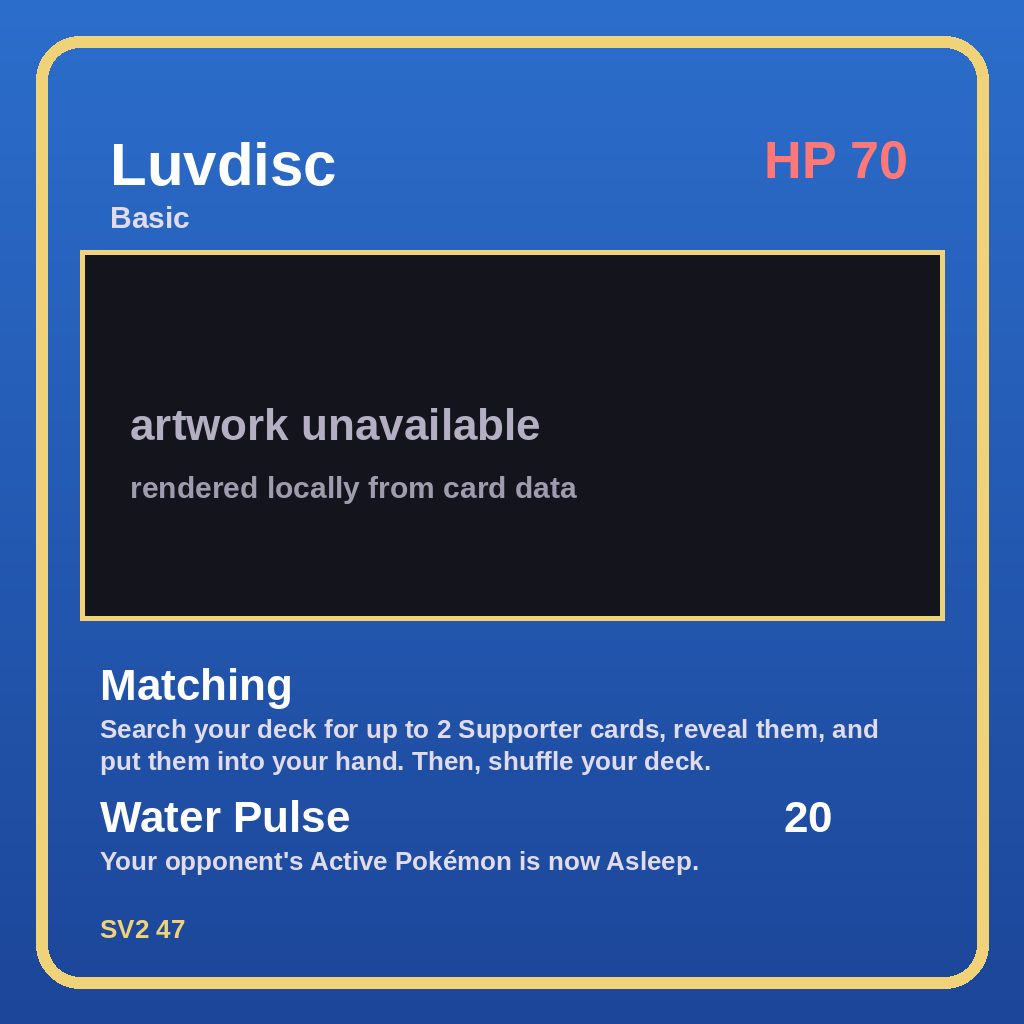 Luvdisc
HP 70
Basic
artwork unavailable
rendered locally from card data
Matching
Search your deck for up to 2 Supporter cards, reveal them, and
put them into your hand. Then, shuffle your deck.
Water Pulse 20
Your opponent's Active Pokémon is now Asleep.
SV2 47